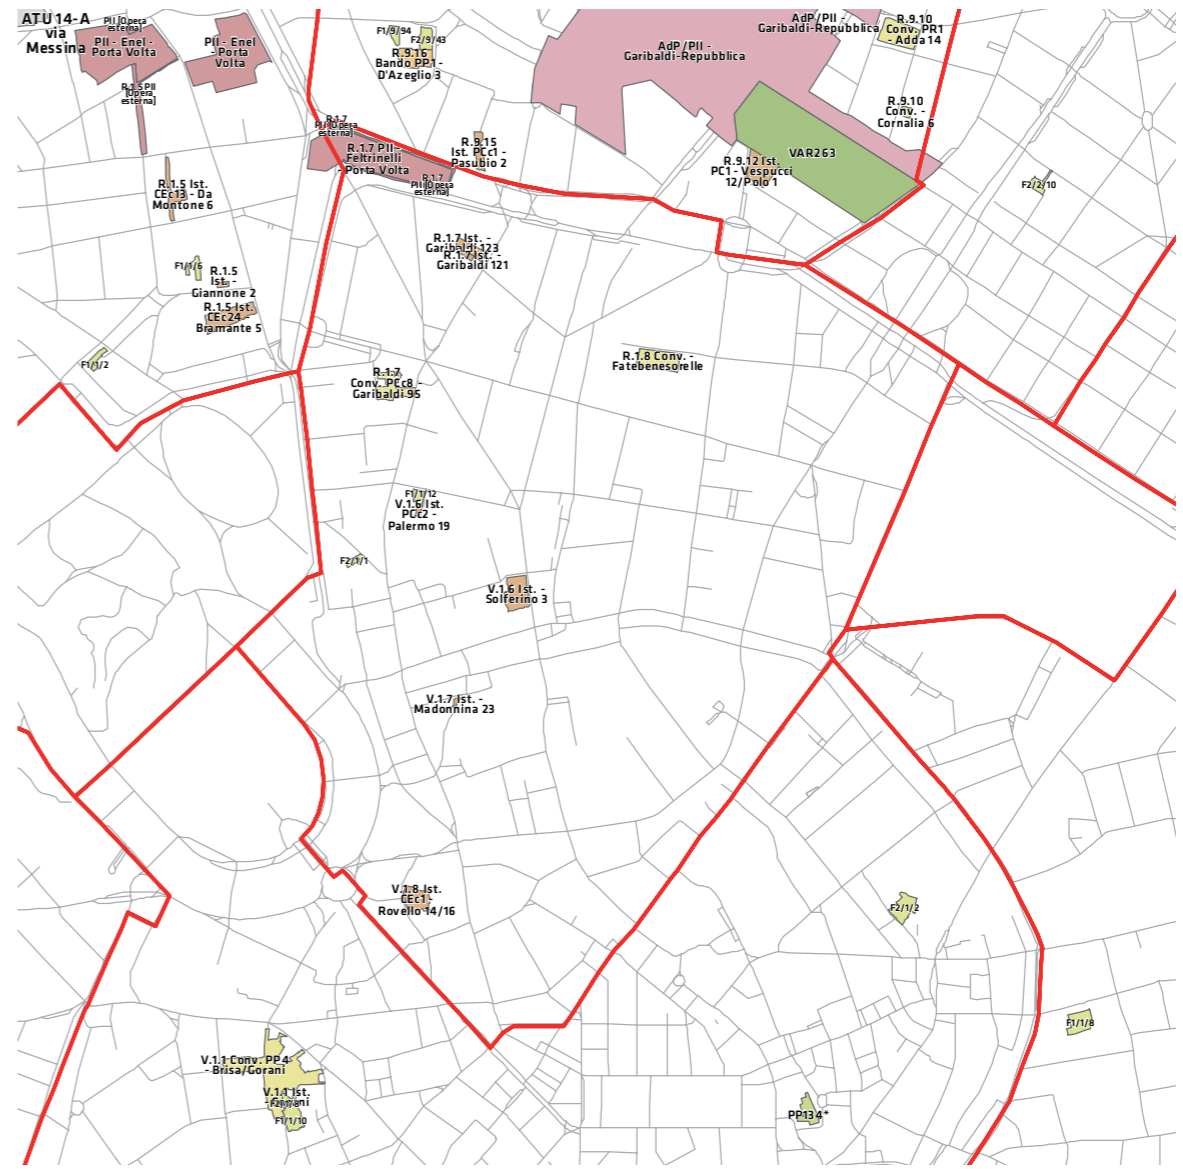 ATU14-A
via
Messina
PII [Opera
esterna]
PII - Enel -
Porta Volta
PII - Enel
- Porta
Volta
R.1.5 PII
[Opera
esterna]
F1/9/94
F2/9/43
R.9.16
Bando PP1 -
D'Azeglio 3
AdP/PII -
Garibaldi-Repubblica
AdP/PII -
Garibaldi-Repubblica
R.9.10
Conv. PR1
- Adda 14
R.9.10
Conv. -
Cornalia 6
R.1.7
PII [Opera
esterna]
R.1.7 PII -
Feltrinelli
- Porta Volta
R.1.7
PII [Opera
esterna]
R.9.15
Ist. PCc1 -
Pasubio 2
R.9.12 Ist.
PC1 - Vespucci
12/Polo 1
VAR263
F2/2/10
R.1.5 Ist.
CEc13 - Da
Montone 6
R.1.7 Ist. -
Garibaldi 123
R.1.7 Ist. -
Garibaldi 121
F1/1/6
R.1.5
Ist. -
Giannone 2
R.1.5 Ist.
CEc24 -
Bramante 5
F1/1/2
R.1.7
Conv. PCc8 -
Garibaldi 95
R.1.8 Conv. -
Fatebenesorelle
F1/1/12
V.1.6 Ist.
PCc2 -
Palermo 19
F2/1/1
V.1.6 Ist. -
Solferino 3
V.1.7 Ist. -
Madonnina 23
V.1.8 Ist.
CEc1 -
Rovello 14/16
F2/1/2
F1/1/8
V.1.1 Conv. PP4
- Brisa/Gorani
V.1.1 Ist.
- Gorani
F2/1/8
F1/1/10
PP134*